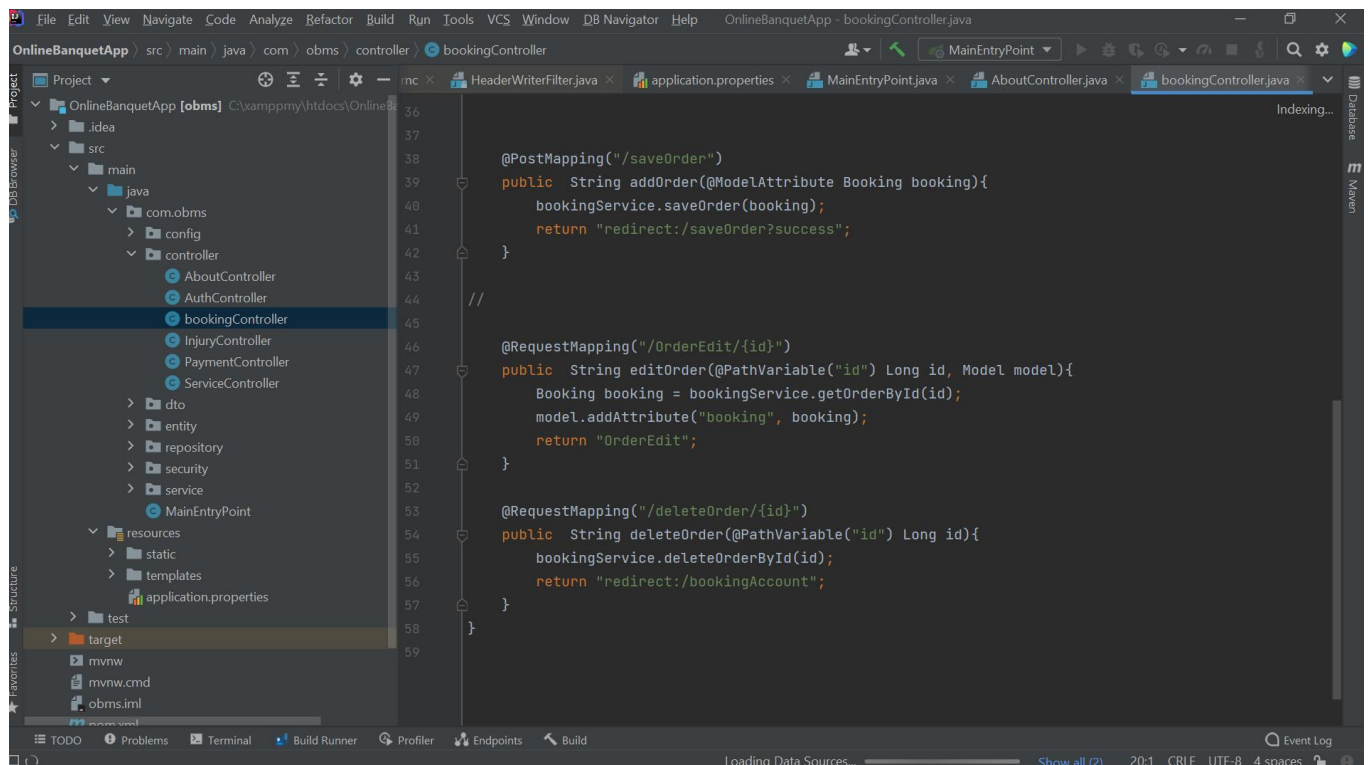 File Edit View Navigate Code Analyze Refactor Build Run Tools VCS Window DB Navigator Help OnlineBanquetApp - bookingController.java
OnlineBanquetApp src main java com obms controller bookingController MainEntryPoint
Project HeaderWriterFilter.java application.properties MainEntryPoint.java AboutController.java bookingController.java
Project
DB Browser
Structure
Favorites
OnlineBanquetApp [obms] C:\xamppmy\htdocs\OnlineBa
.idea
src
main
java
com.obms
config
controller
AboutController
AuthController
bookingController
InjuryController
PaymentController
ServiceController
dto
entity
repository
security
service
MainEntryPoint
resources
static
templates
application.properties
test
target
mvnw
mvnw.cmd
obms.iml
pom.xml
Indexing...
36
37
38 @PostMapping("/saveOrder")
39 public String addOrder(@ModelAttribute Booking booking){
40 bookingService.saveOrder(booking);
41 return "redirect:/saveOrder?success";
42 }
43
44 //
45
46 @RequestMapping("/OrderEdit/{id}")
47 public String editOrder(@PathVariable("id") Long id, Model model){
48 Booking booking = bookingService.getOrderById(id);
49 model.addAttribute("booking", booking);
50 return "OrderEdit";
51 }
52
53 @RequestMapping("/deleteOrder/{id}")
54 public String deleteOrder(@PathVariable("id") Long id){
55 bookingService.deleteOrderById(id);
56 return "redirect:/bookingAccount";
57 }
58 }
59
Database
m Maven
TODO Problems Terminal Build Runner Profiler Endpoints Build Event Log
Loading Data Sources... Show all (2) 20:1 CRLF UTF-8 4 spaces